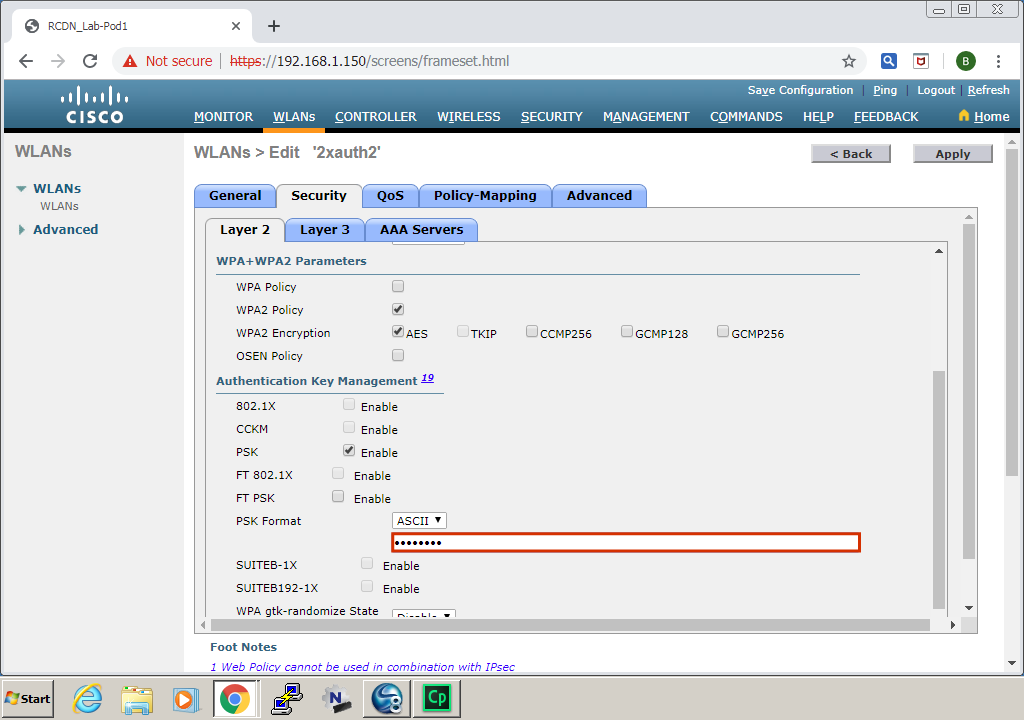 RCDN_Lab-Pod1
Not secure https://192.168.1.150/screens/frameset.html B
CISCO
Save Configuration Ping Logout Refresh
MONITOR WLANs CONTROLLER WIRELESS SECURITY MANAGEMENT COMMANDS HELP FEEDBACK Home
WLANs
WLANs
WLANs
Advanced
WLANs > Edit '2xauth2' < Back Apply
General Security QoS Policy-Mapping Advanced
Layer 2 Layer 3 AAA Servers
WPA+WPA2 Parameters
WPA Policy
WPA2 Policy
WPA2 Encryption AES TKIP CCMP256 GCMP128 GCMP256
OSEN Policy
Authentication Key Management 19
802.1X Enable
CCKM Enable
PSK Enable
FT 802.1X Enable
FT PSK Enable
PSK Format ASCII
••••••••
SUITEB-1X Enable
SUITEB192-1X Enable
WPA gtk-randomize State Disable
Foot Notes
1 Web Policy cannot be used in combination with IPsec
Start Cp